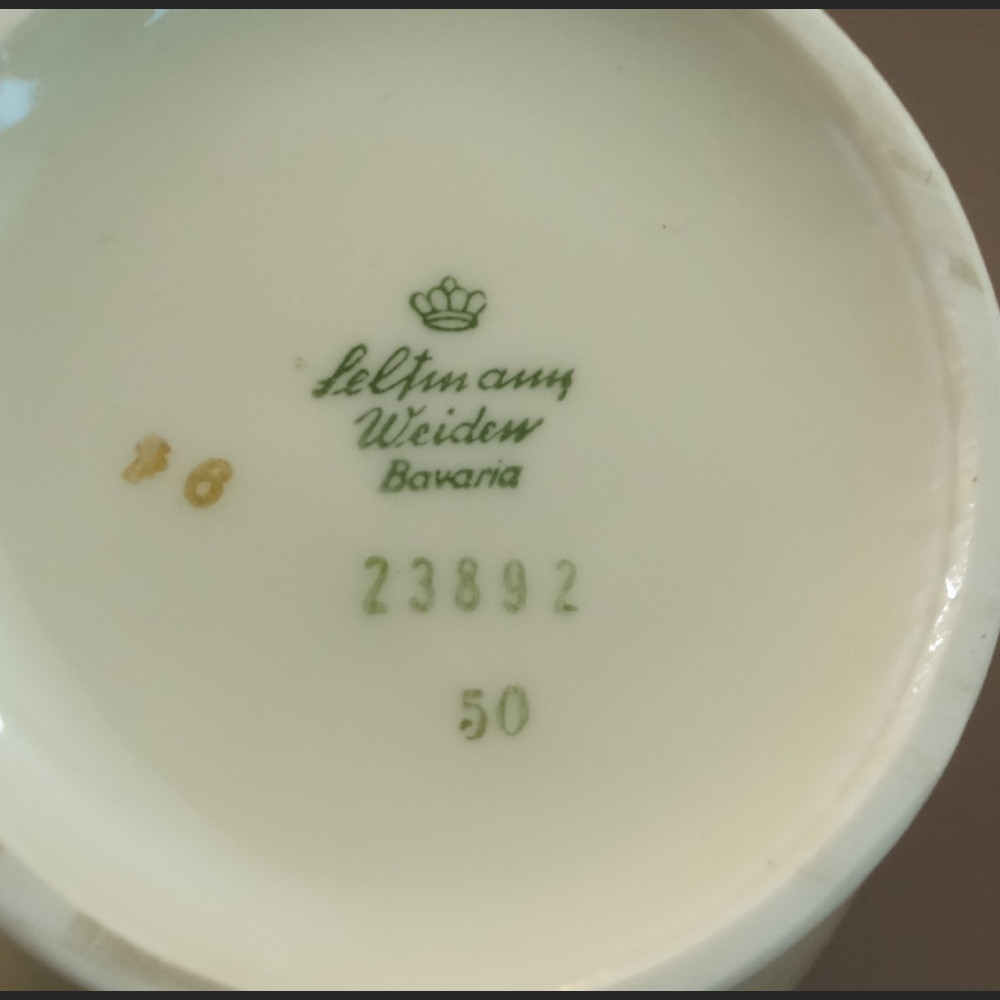 Seltmann
Weiden
Bavaria
23892
50